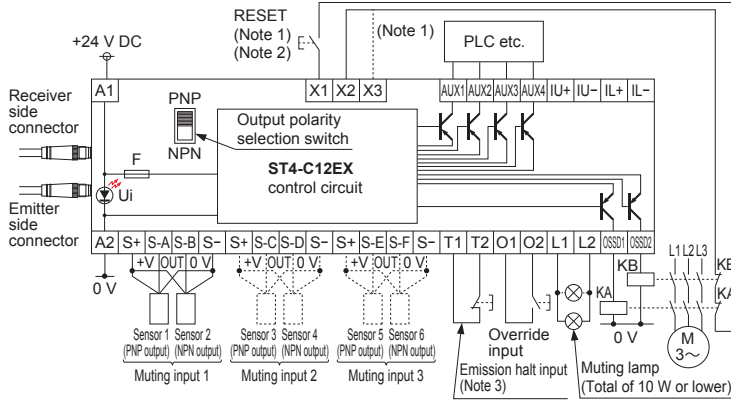 RESET
(Note 1)
(Note 2)
(Note 1)
PLC etc.
+24 V DC
A1
X1 X2 X3
AUX1 AUX2 AUX3 AUX4 IU+ IU− IL+ IL−
Receiver
side
connector
PNP
NPN
Output polarity
selection switch
F
ST4-C12EX
control circuit
Ui
Emitter
side
connector
A2 S+ S-A S-B S− S+ S-C S-D S− S+ S-E S-F S− T1 T2 O1 O2 L1 L2 OSSD1 OSSD2
+V OUT 0 V +V OUT 0 V +V OUT 0 V
0 V
L1 L2 L3
KB
KB
KA
KA
0 V
M
3～
Sensor 1
(PNP output)
Sensor 2
(NPN output)
Sensor 3
(PNP output)
Sensor 4
(NPN output)
Sensor 5
(PNP output)
Sensor 6
(NPN output)
Muting input 1
Muting input 2
Muting input 3
Override
input
Emission halt input
(Note 3)
Muting lamp
(Total of 10 W or lower)